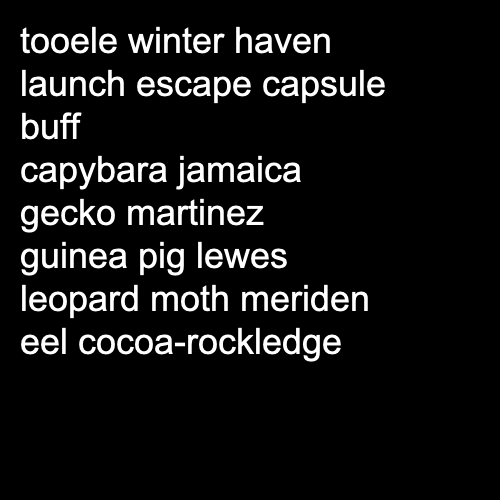 tooele winter haven
launch escape capsule
buff
capybara jamaica
gecko martinez
guinea pig lewes
leopard moth meriden
eel cocoa-rockledge